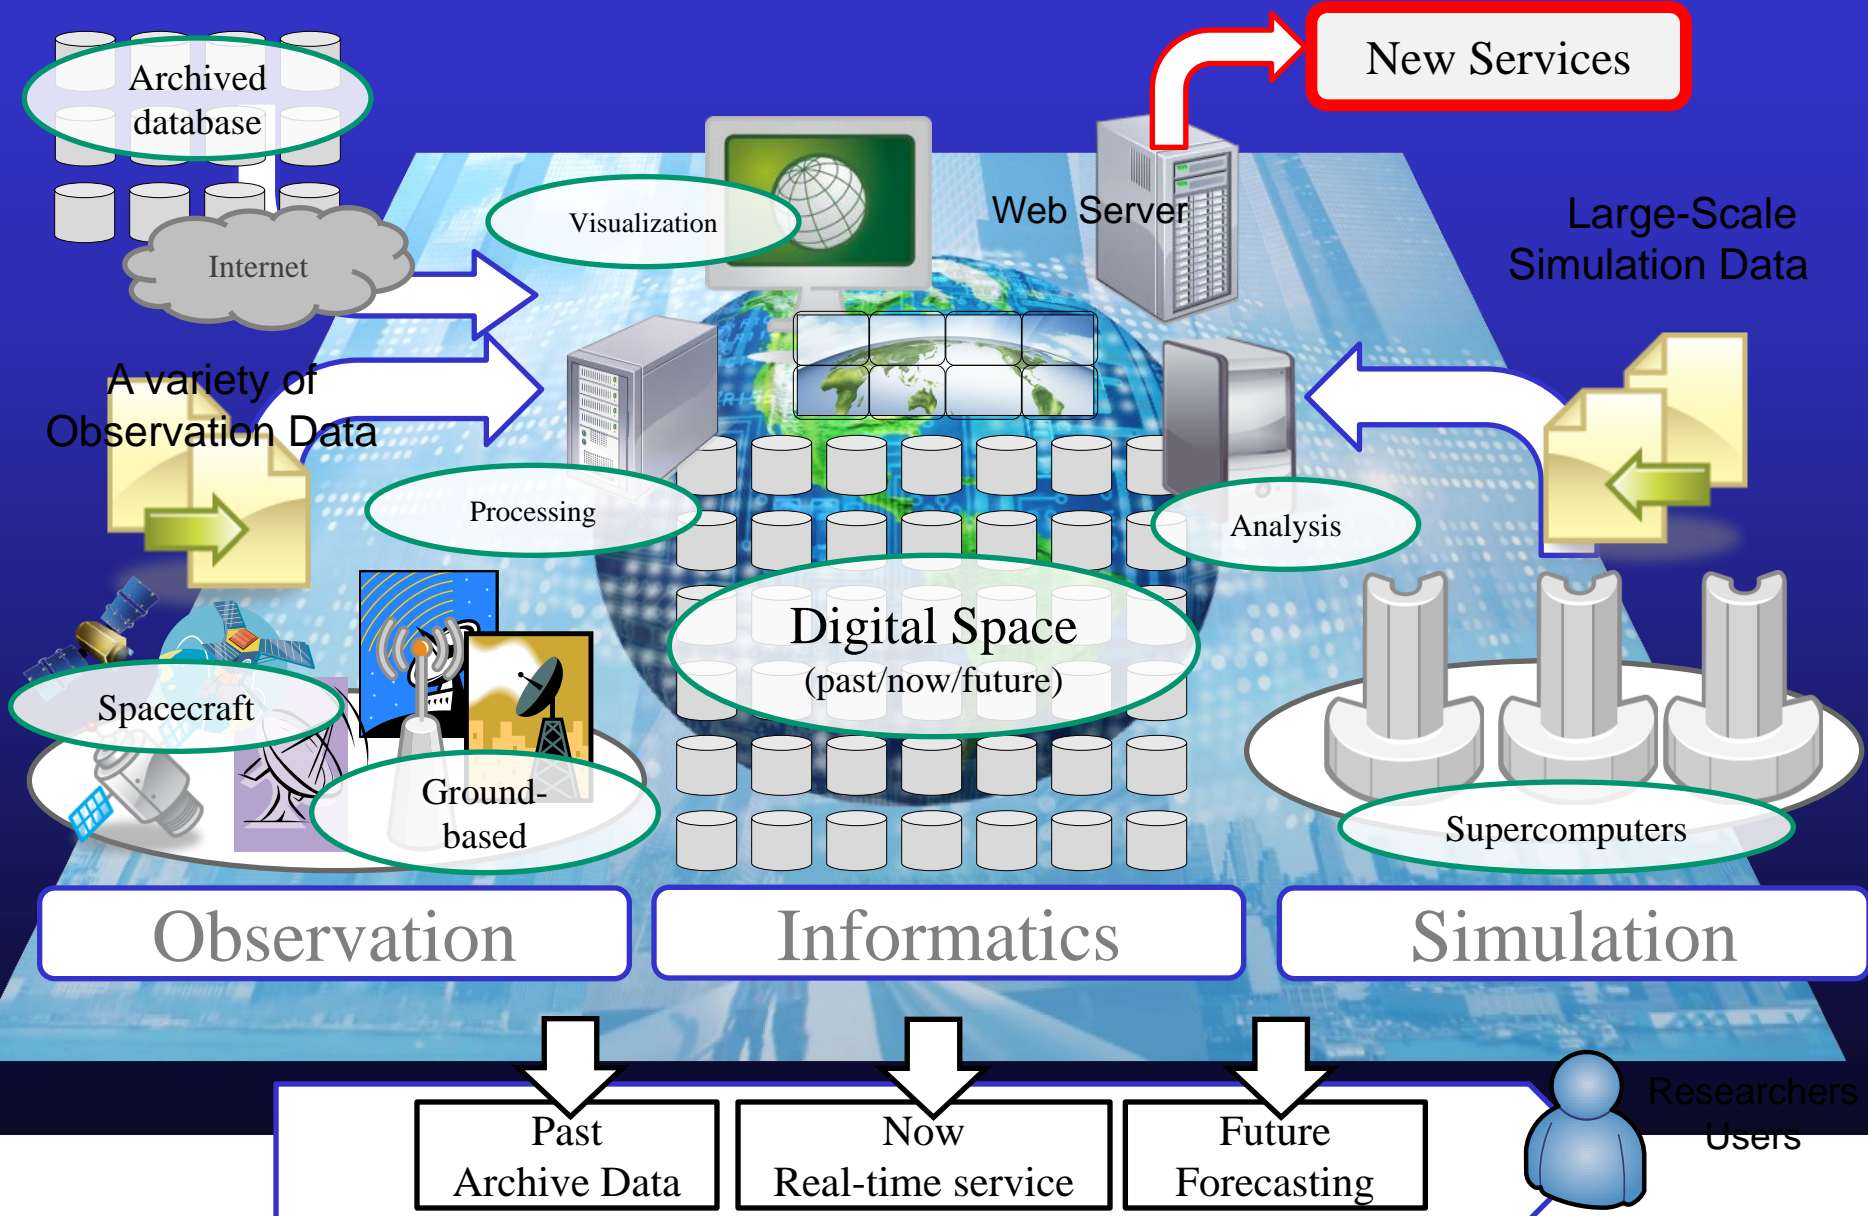 Archived
database
New Services
Visualization
Web Server
Large-Scale
Simulation Data
Internet
A variety of
Observation Data
Processing
Analysis
Digital Space
(past/now/future)
Spacecraft
Ground-
based
Supercomputers
Observation
Informatics
Simulation
Past
Archive Data
Now
Real-time service
Future
Forecasting
Researchers
Users